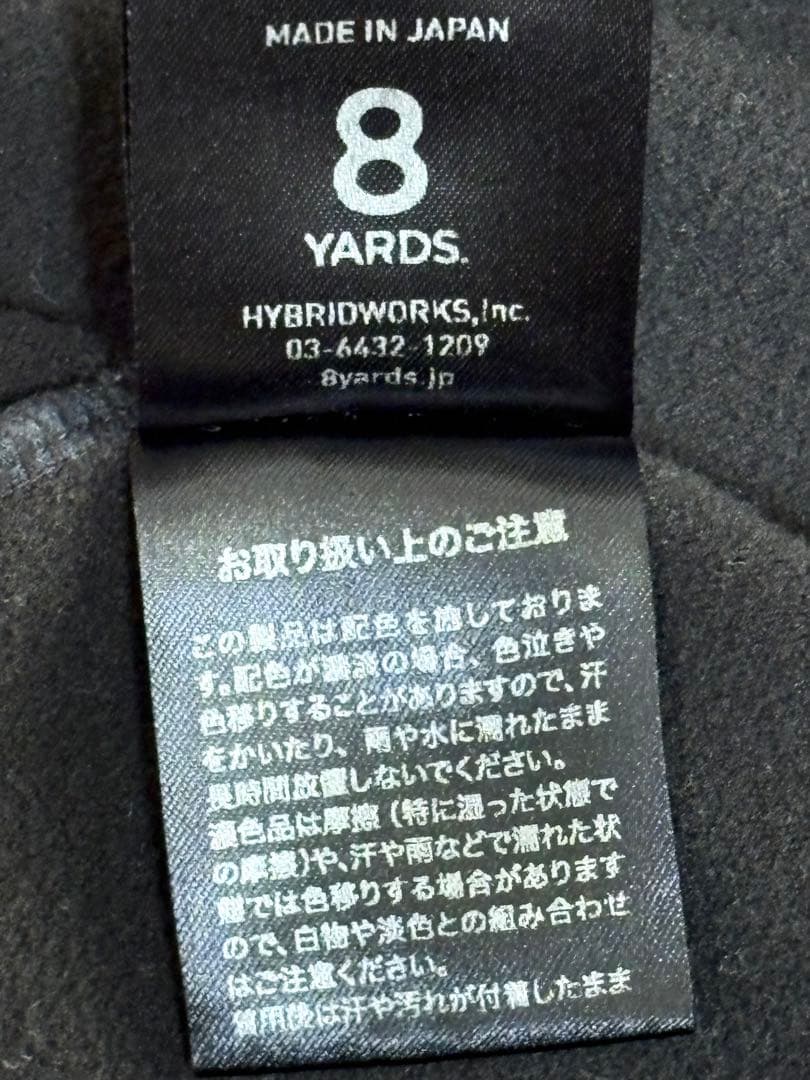 MADE IN JAPAN
8
YARDS.
HYBRIDWORKS,Inc.
03-6432-1209
8yards.jp
お取り扱い上のご注意
この製品は配色を施しておりま
す。配色が濃淡の場合、色泣きや
色移りすることがありますので、汗
をかいたり、雨や水に濡れたまま
長時間放置しないでください。
濃色品は摩擦(特に湿った状態で
の摩擦)や、汗や雨などで濡れた状
態では色移りする場合があります
ので、白物や淡色との組み合わせ
はご注意ください。
着用後は汗や汚れが付着したまま